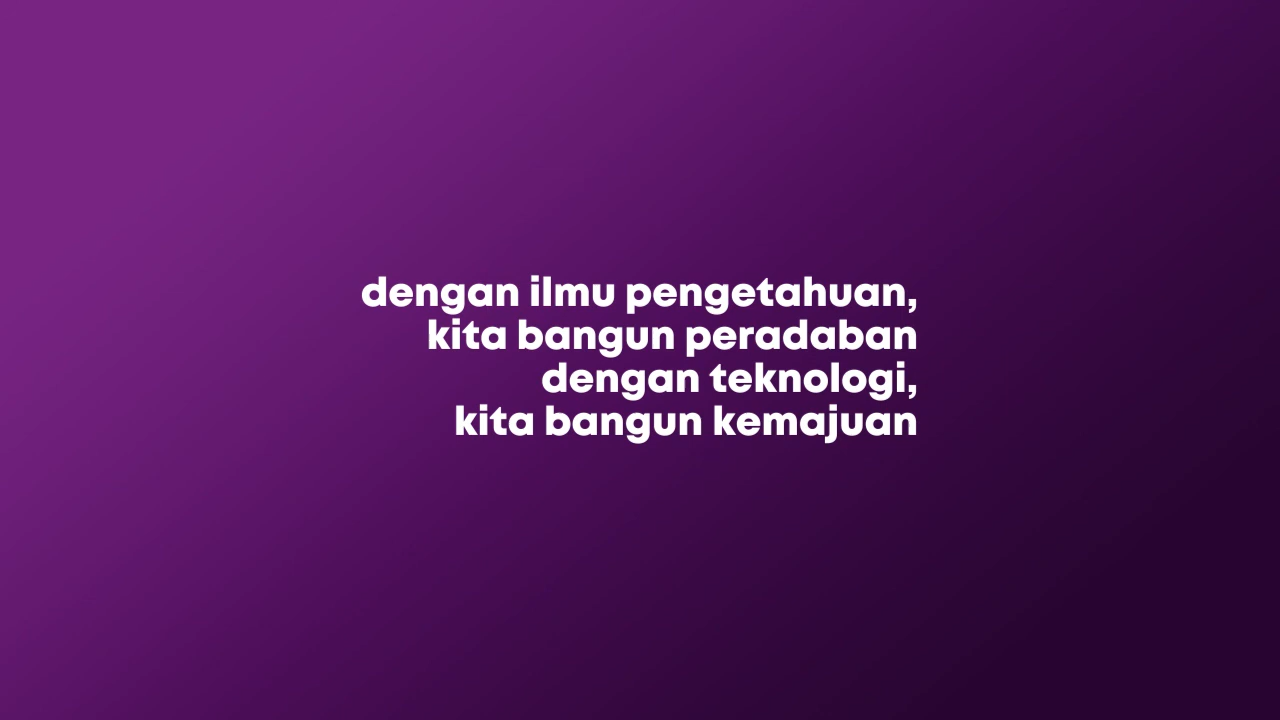 dengan ilmu pengetahuan,
kita bangun peradaban
dengan teknologi,
kita bangun kemajuan